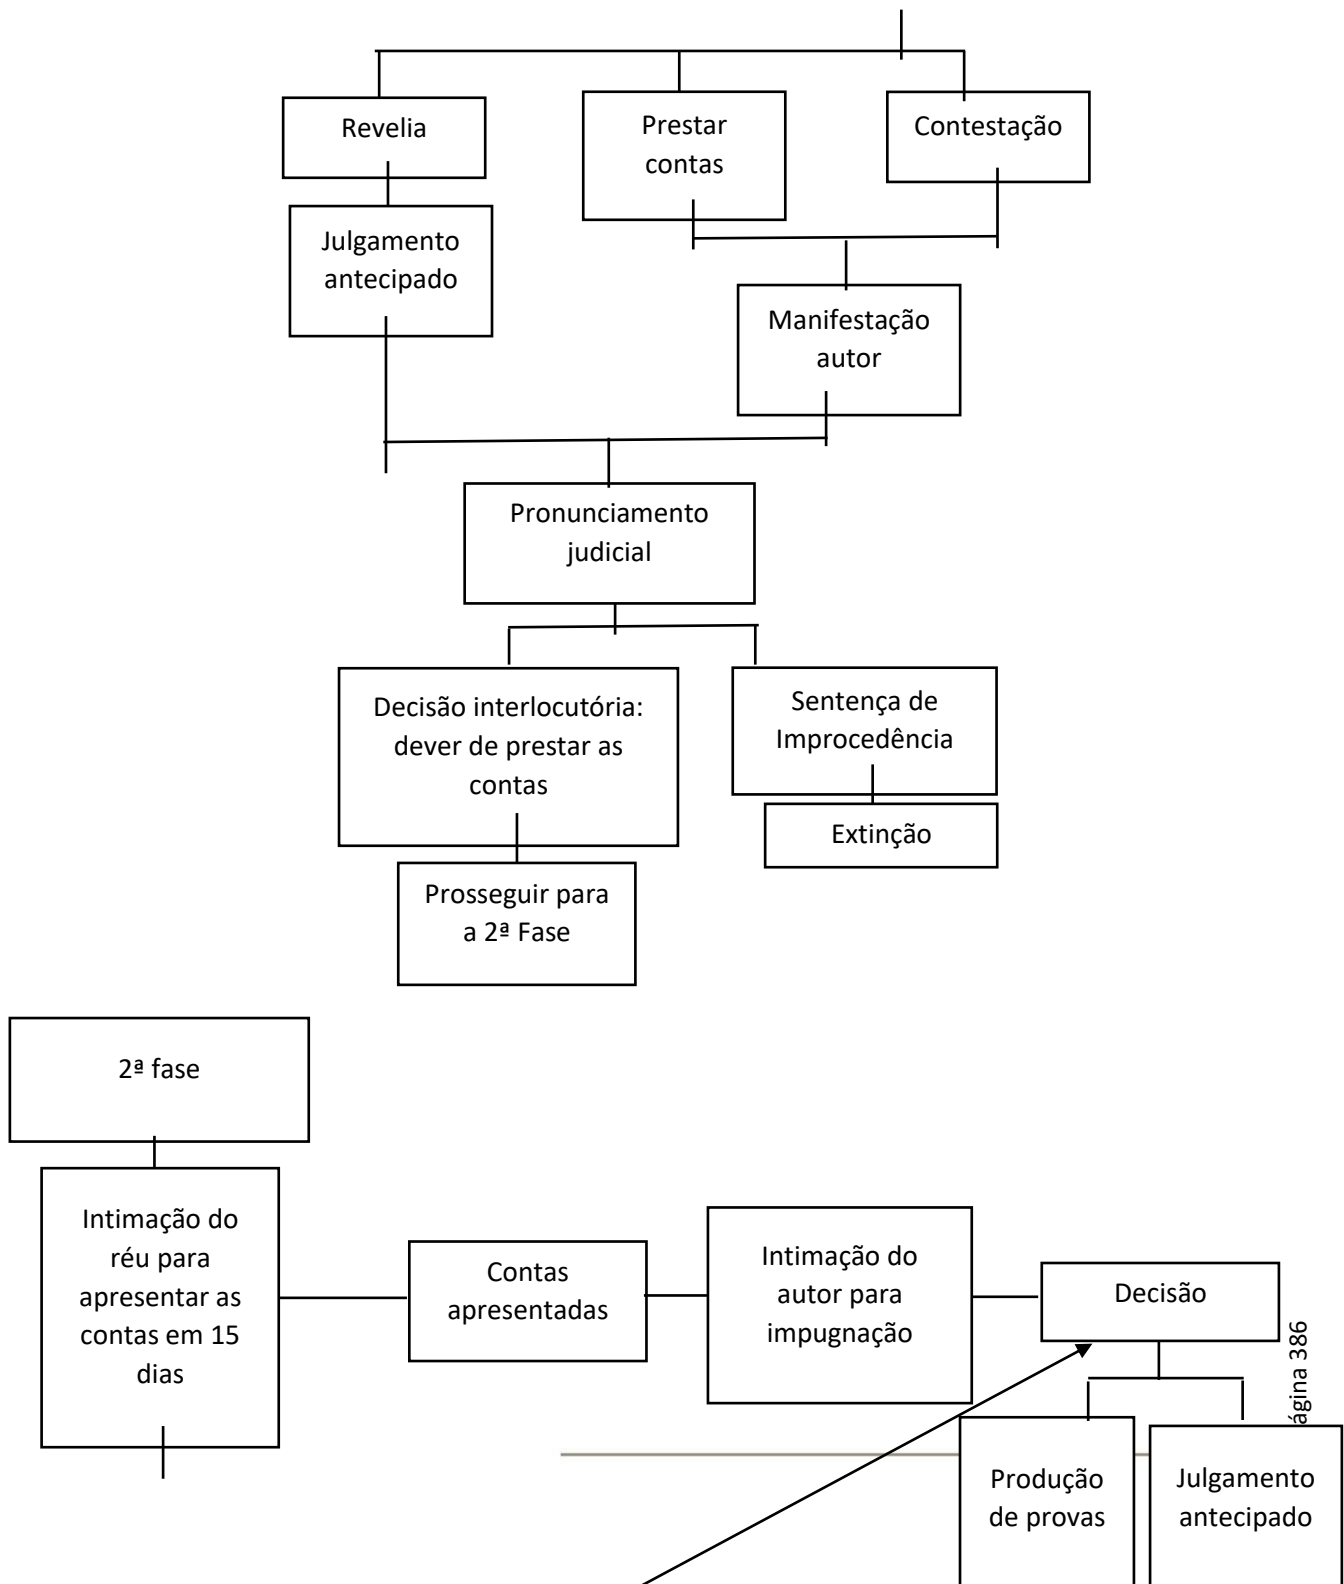 Revelia
Prestar
contas
Contestação
Julgamento
antecipado
Manifestação
autor
Pronunciamento
judicial
Decisão interlocutória:
dever de prestar as
contas
Sentença de
Improcedência
Extinção
Prosseguir para
a 2ª Fase
2ª fase
Intimação do
réu para
apresentar as
contas em 15
dias
Contas
apresentadas
Intimação do
autor para
impugnação
Decisão
Produção
de provas
Julgamento
antecipado
ágina 386